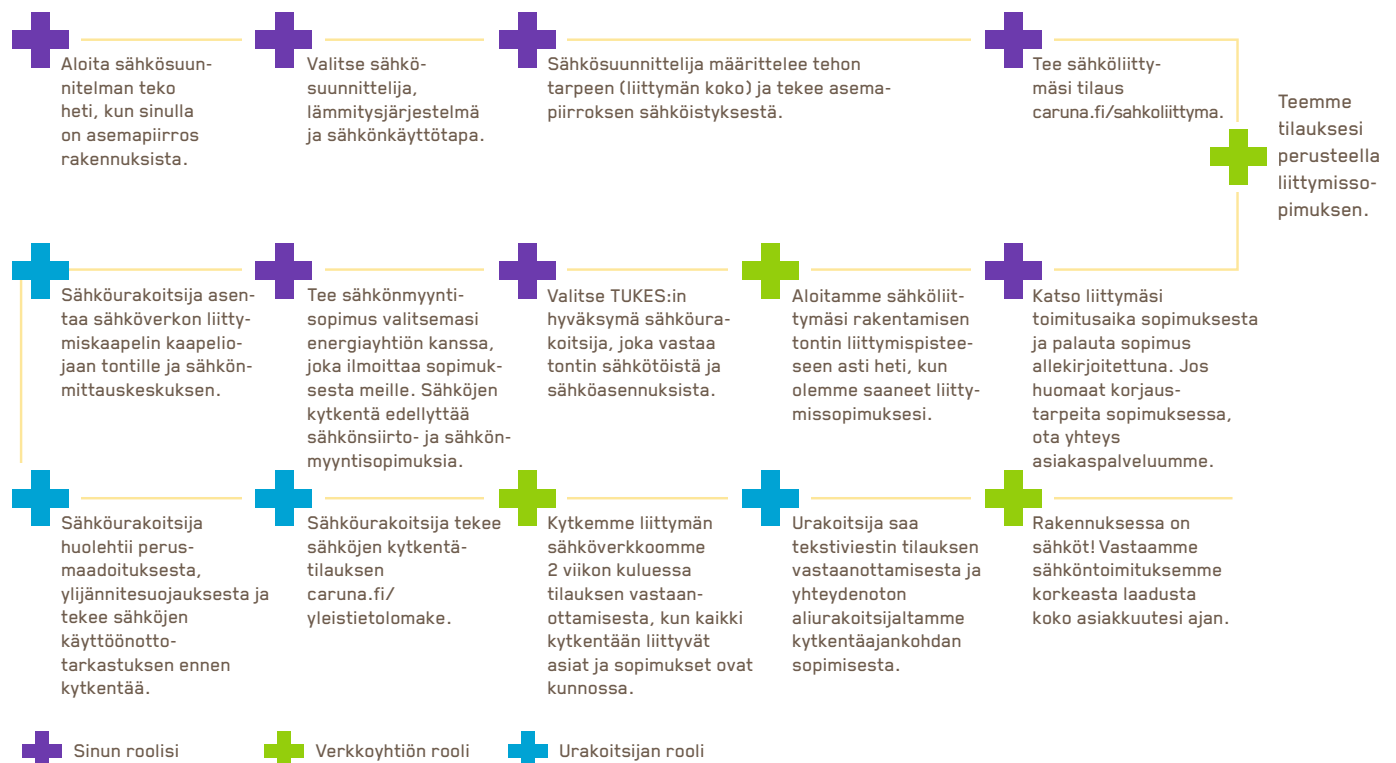 Aloita sähkösuun-
nitelman teko
heti, kun sinulla
on asemapiirros
rakennuksista.
Valitse sähkö-
suunnittelija,
lämmitysjärjestelmä
ja sähkönkäyttötapa.
Sähkösuunnittelija määrittelee tehon
tarpeen (liittymän koko) ja tekee asema-
piirroksen sähköistyksestä.
Tee sähköliitty-
mäsi tilaus
caruna.fi/sahkoliittyma.
Teemme
tilauksesi
perusteella
liittymisso-
pimuksen.
Katso liittymäsi
toimitusaika sopimuksesta
ja palauta sopimus
allekirjoitettuna. Jos
huomaat korjaus-
tarpeita sopimuksessa,
ota yhteys
asiakaspalveluumme.
Aloitamme sähköliit-
tymäsi rakentamisen
tontin liittymispistee-
seen asti heti, kun
olemme saaneet liitty-
missopimuksesi.
Valitse TUKES:in
hyväksymä sähköura-
koitsija, joka vastaa
tontin sähkötöistä ja
sähköasennuksista.
Tee sähkönmyynti-
sopimus valitsemasi
energiayhtiön kanssa,
joka ilmoittaa sopimuk-
sesta meille. Sähköjen
kytkentä edellyttää
sähkönsiirto- ja sähkön-
myyntisopimuksia.
Sähköurakoitsija asen-
taa sähköverkon liitty-
miskaapelin kaapelio-
jaan tontille ja sähkön-
mittauskeskuksen.
Sähköurakoitsija
huolehtii perus-
maadoituksesta,
ylijännitesuojauksesta ja
tekee sähköjen
käyttöönotto-
tarkastuksen ennen
kytkentää.
Sähköurakoitsija tekee
sähköjen kytkentä-
tilauksen
caruna.fi/
yleistietolomake.
Kytkemme liittymän
sähköverkkoomme
2 viikon kuluessa
tilauksen vastaan-
ottamisesta, kun kaikki
kytkentään liittyvät
asiat ja sopimukset ovat
kunnossa.
Urakoitsija saa
tekstiviestin tilauksen
vastaanottamisesta ja
yhteydenoton
aliurakoitsijaltamme
kytkentäajankohdan
sopimisesta.
Rakennuksessa on
sähköt! Vastaamme
sähköntoimituksemme
korkeasta laadusta
koko asiakkuutesi ajan.
Sinun roolisi
Verkkoyhtiön rooli
Urakoitsijan rooli